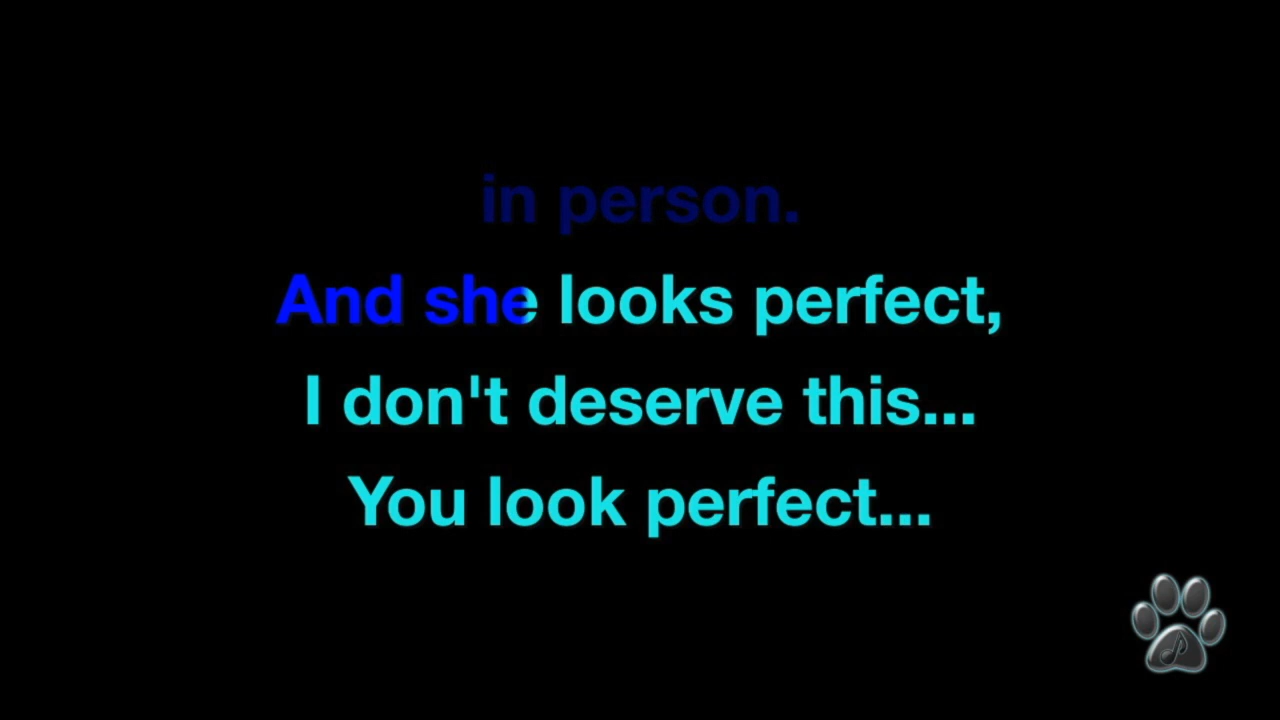 in person.
And she looks perfect,
I don't deserve this...
You look perfect...